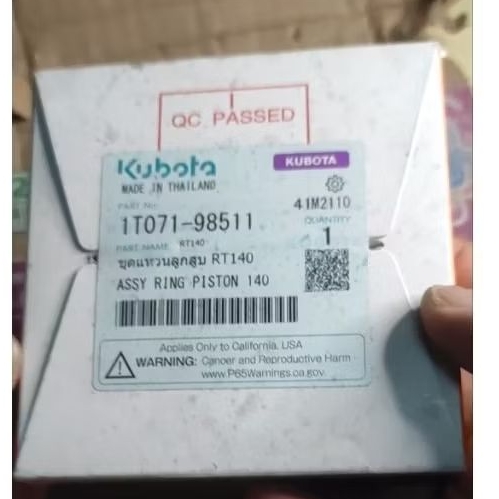 QC PASSED
Kubota
KUBOTA
MADE IN THAILAND
PART No.
41M2110
1T071-98511
QUANTITY
1
PART NAME RT140
ชุดแหวนลูกสูบ RT140
ASSY RING PISTON 140
Applies Only to California, USA
WARNING: Cancer and Reproductive Harm -
www.P65Warnings.ca.gov.